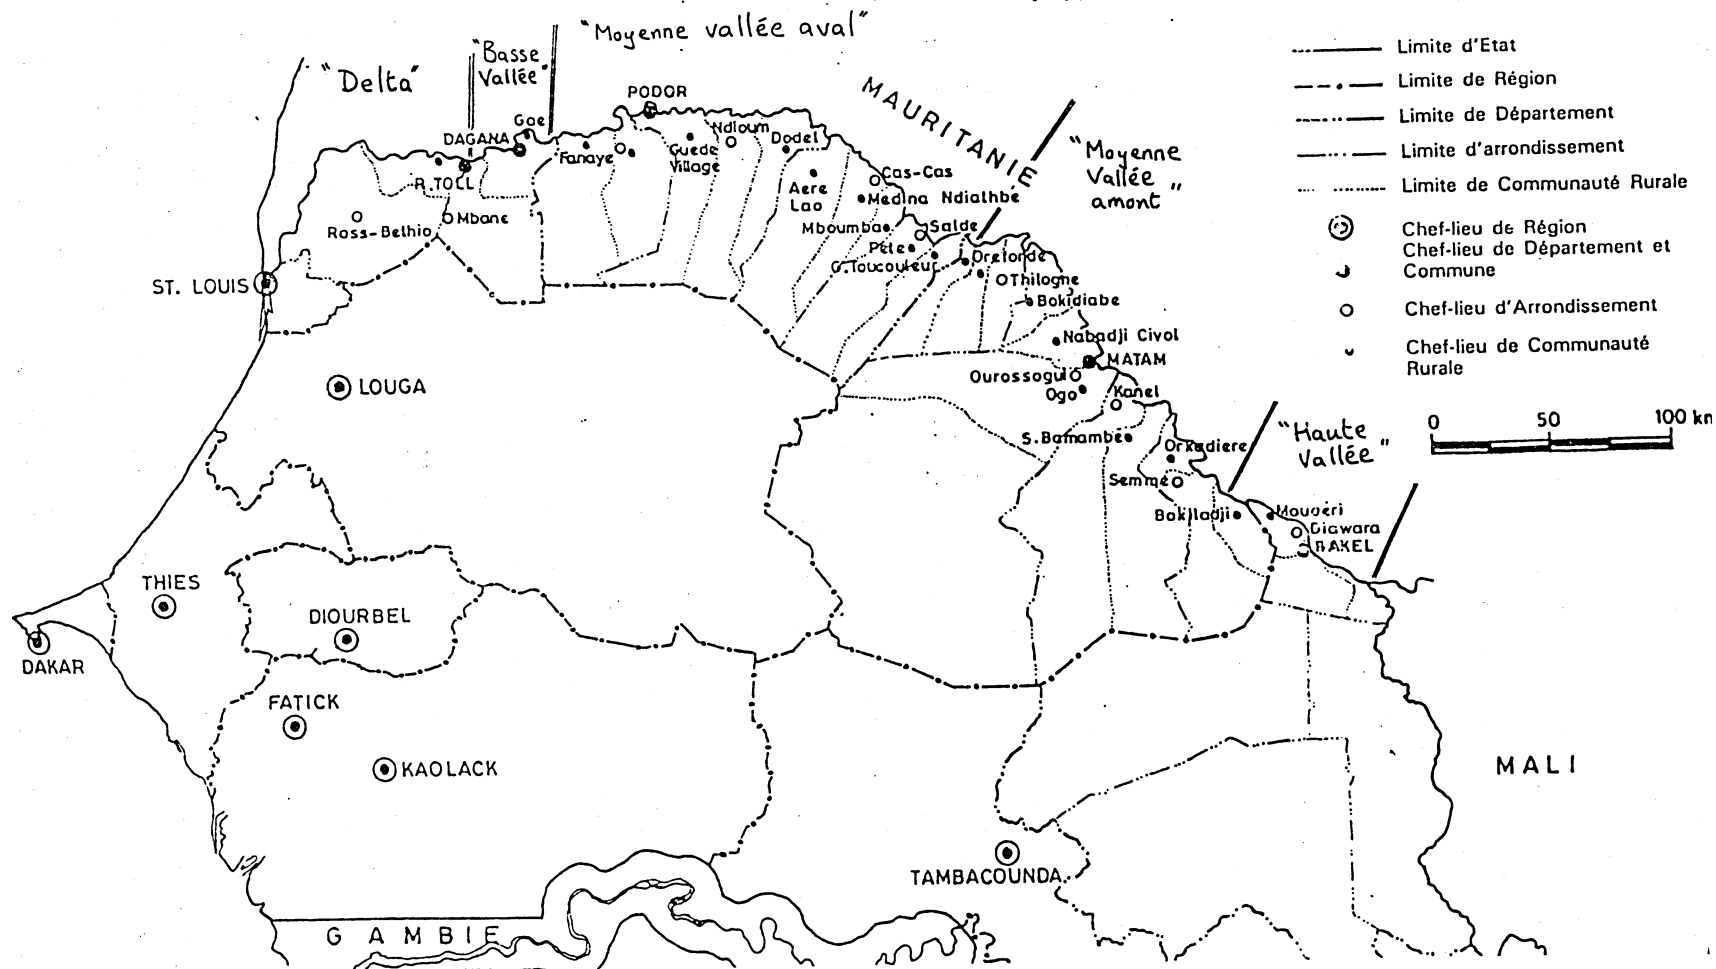 "Delta"
"Basse
Vallée"
"Moyenne vallée aval"
MAURITANIE
"Moyenne
Vallée
amont"
"Haute
Vallée"
Limite d'Etat
Limite de Région
Limite de Département
Limite d'arrondissement
Limite de Communauté Rurale
Chef-lieu de Région
Chef-lieu de Département et
Commune
Chef-lieu d'Arrondissement
Chef-lieu de Communauté
Rurale
0 50 100 km
PODOR
Gae
DAGANA
R.TOLL
Fanaye
Guede
Village
Ndioum
Dodel
Aere
Lao
Cas-Cas
Medina Ndiathbe
Mboumba
Salde
Pete
G.Toucouleur
Orefonde
Thilogne
Bokidiabe
Nabadji Civol
MATAM
Ourossogui
Ogo
Kanel
S.Bamambe
Orkadiere
Semme
Bokiladji
Mouderi
Diawara
BAKEL
Ross-Belhio
Mbane
ST. LOUIS
LOUGA
THIES
DIOURBEL
DAKAR
FATICK
KAOLACK
TAMBACOUNDA
MALI
GAMBIE